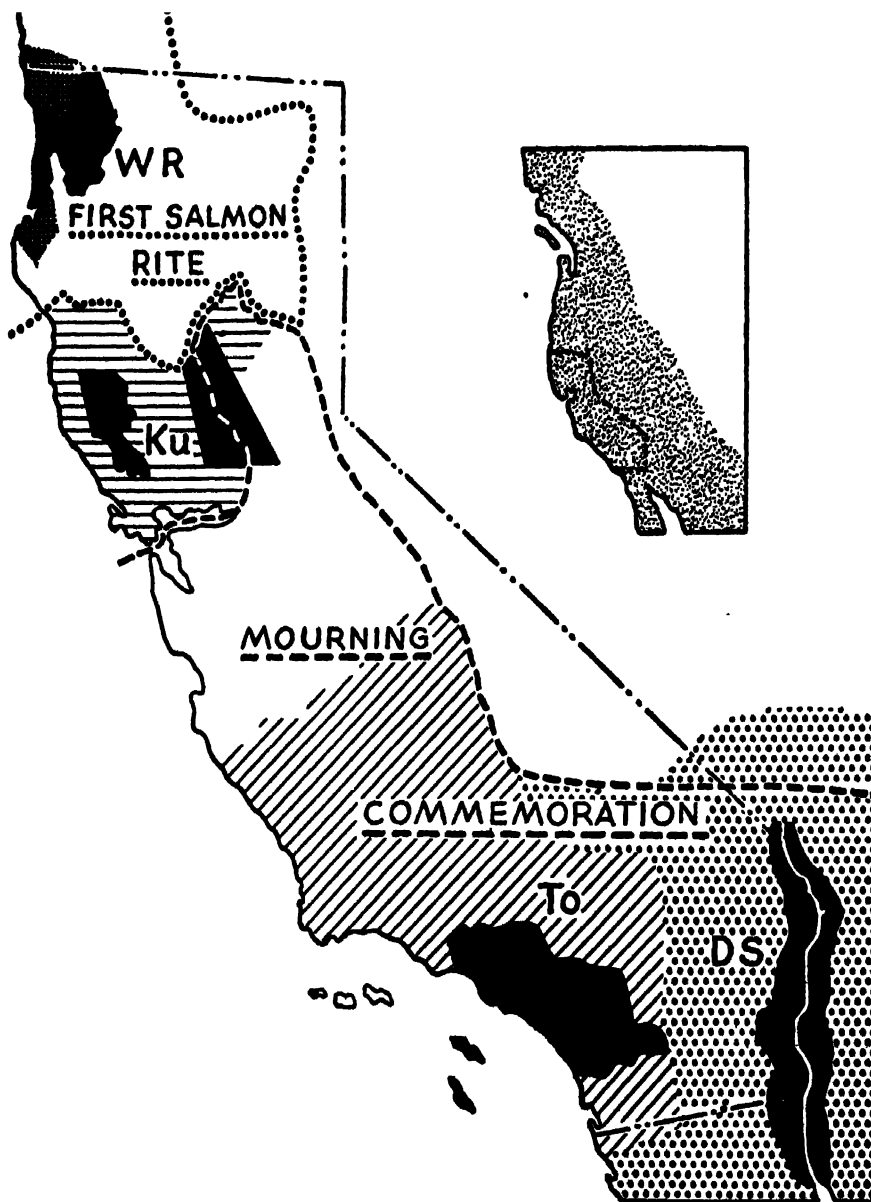 WR
FIRST SALMON
RITE
Ku
MOURNING
COMMEMORATION
To
DS